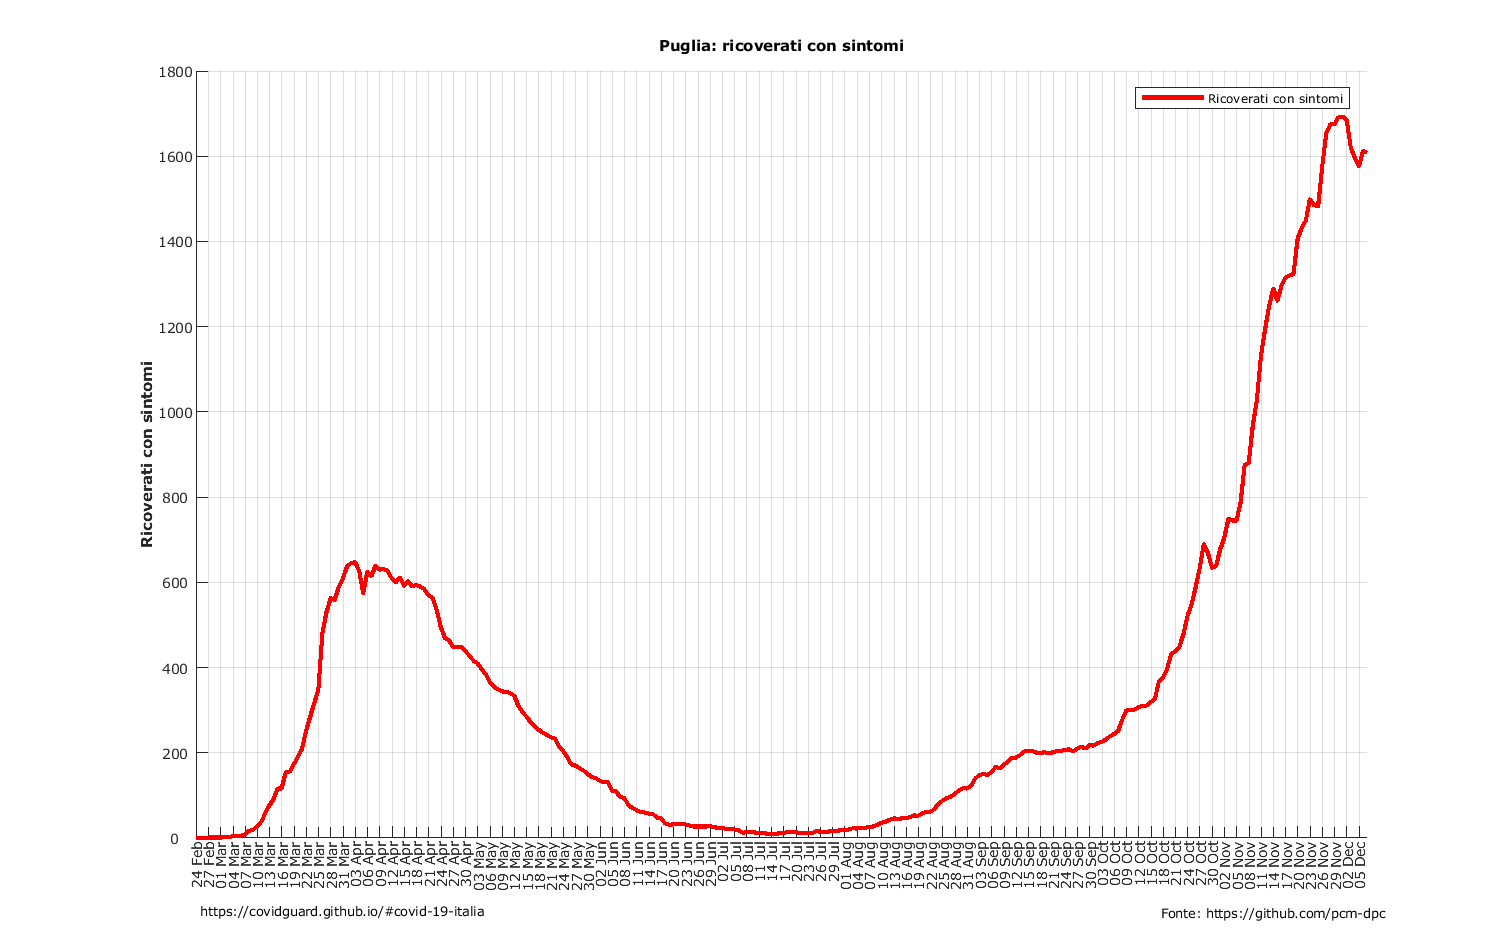 Puglia: ricoverati con sintomi
Ricoverati con sintomi
Ricoverati con sintomi
1800
1600
1400
1200
1000
800
600
400
200
0
24 Feb
27 Feb
01 Mar
04 Mar
07 Mar
10 Mar
13 Mar
16 Mar
19 Mar
22 Mar
25 Mar
28 Mar
31 Mar
03 Apr
06 Apr
09 Apr
12 Apr
15 Apr
18 Apr
21 Apr
24 Apr
27 Apr
30 Apr
03 May
06 May
09 May
12 May
15 May
18 May
21 May
24 May
27 May
30 May
02 Jun
05 Jun
08 Jun
11 Jun
14 Jun
17 Jun
20 Jun
23 Jun
26 Jun
29 Jun
02 Jul
05 Jul
08 Jul
11 Jul
14 Jul
17 Jul
20 Jul
23 Jul
26 Jul
29 Jul
01 Aug
04 Aug
07 Aug
10 Aug
13 Aug
16 Aug
19 Aug
22 Aug
25 Aug
28 Aug
31 Aug
03 Sep
06 Sep
09 Sep
12 Sep
15 Sep
18 Sep
21 Sep
24 Sep
27 Sep
30 Sep
03 Oct
06 Oct
09 Oct
12 Oct
15 Oct
18 Oct
21 Oct
24 Oct
27 Oct
30 Oct
02 Nov
05 Nov
08 Nov
11 Nov
14 Nov
17 Nov
20 Nov
23 Nov
26 Nov
29 Nov
02 Dec
05 Dec
https://covidguard.github.io/#covid-19-italia
Fonte: https://github.com/pcm-dpc